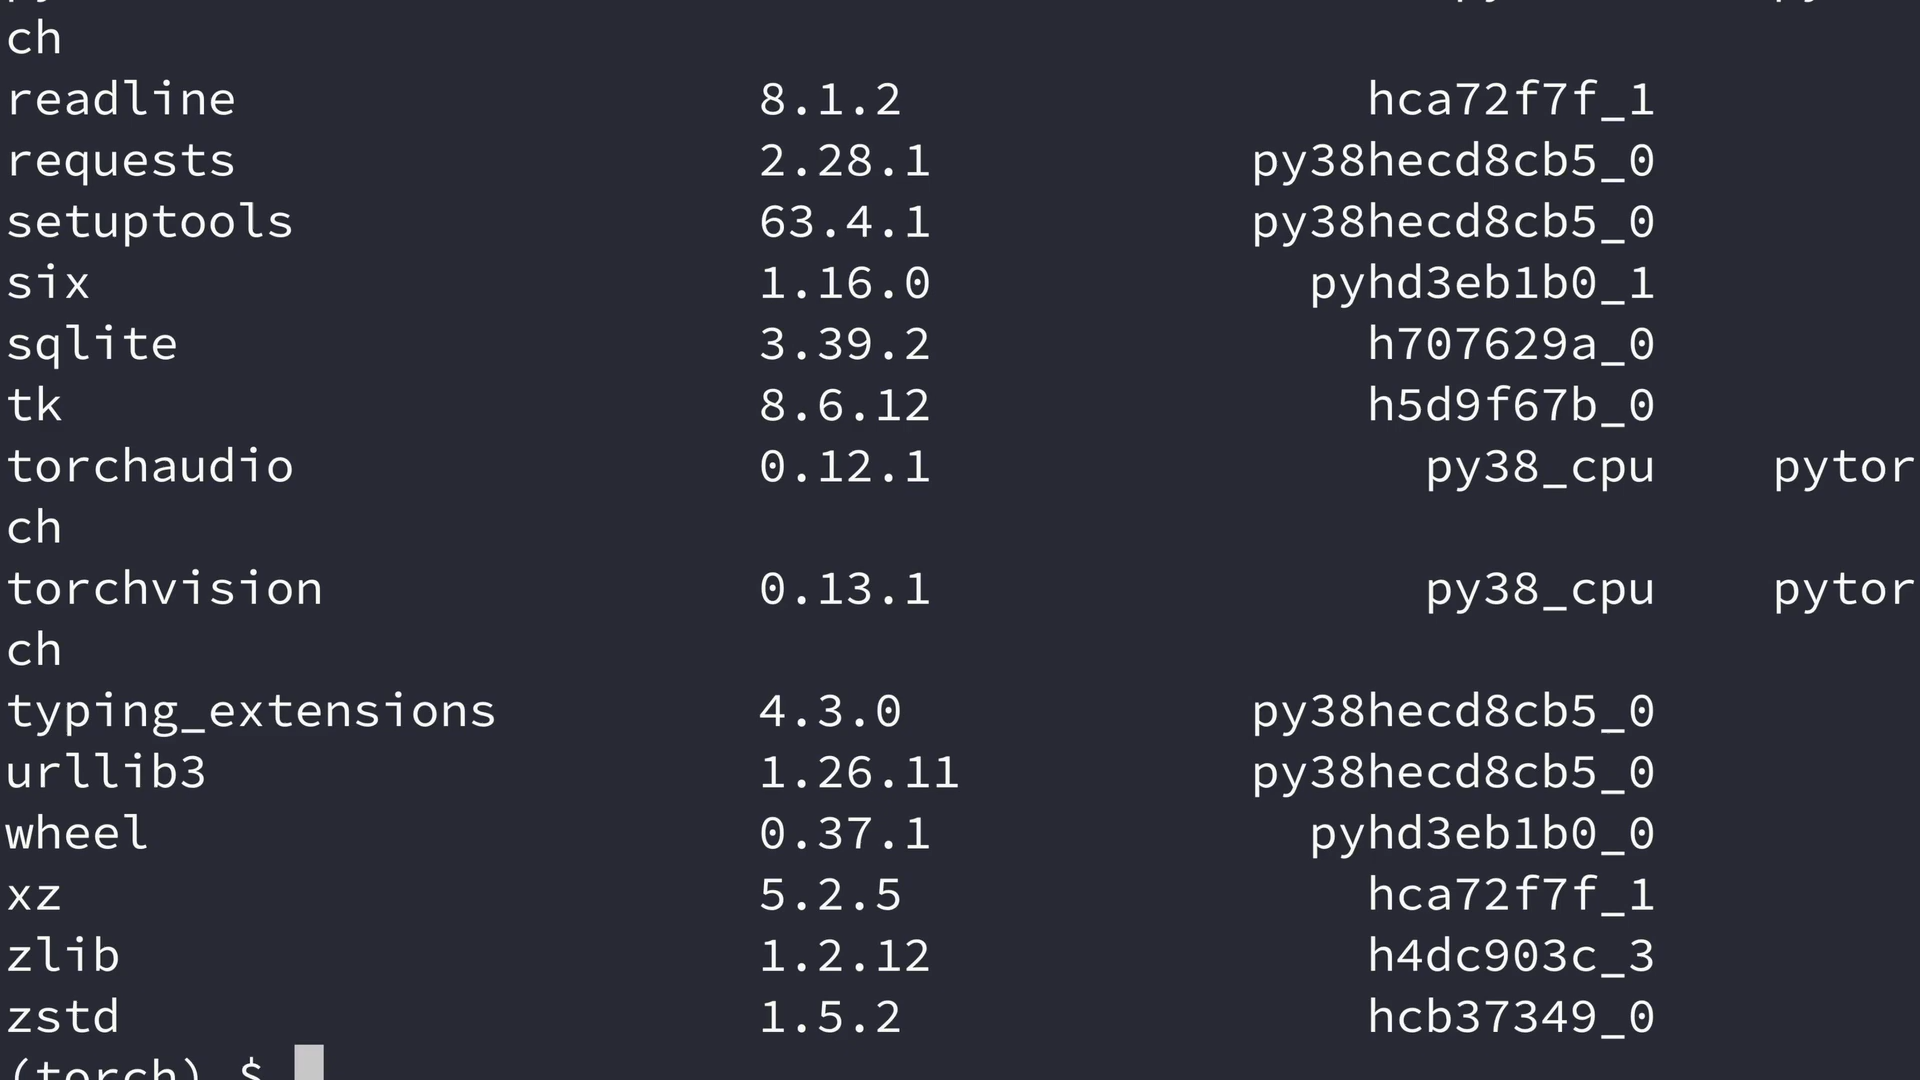 ch
readline 8.1.2 hca72f7f_1
requests 2.28.1 py38hecd8cb5_0
setuptools 63.4.1 py38hecd8cb5_0
six 1.16.0 pyhd3eb1b0_1
sqlite 3.39.2 h707629a_0
tk 8.6.12 h5d9f67b_0
torchaudio 0.12.1 py38_cpu pytor
ch
torchvision 0.13.1 py38_cpu pytor
ch
typing_extensions 4.3.0 py38hecd8cb5_0
urllib3 1.26.11 py38hecd8cb5_0
wheel 0.37.1 pyhd3eb1b0_0
xz 5.2.5 hca72f7f_1
zlib 1.2.12 h4dc903c_3
zstd 1.5.2 hcb37349_0
(torch) $